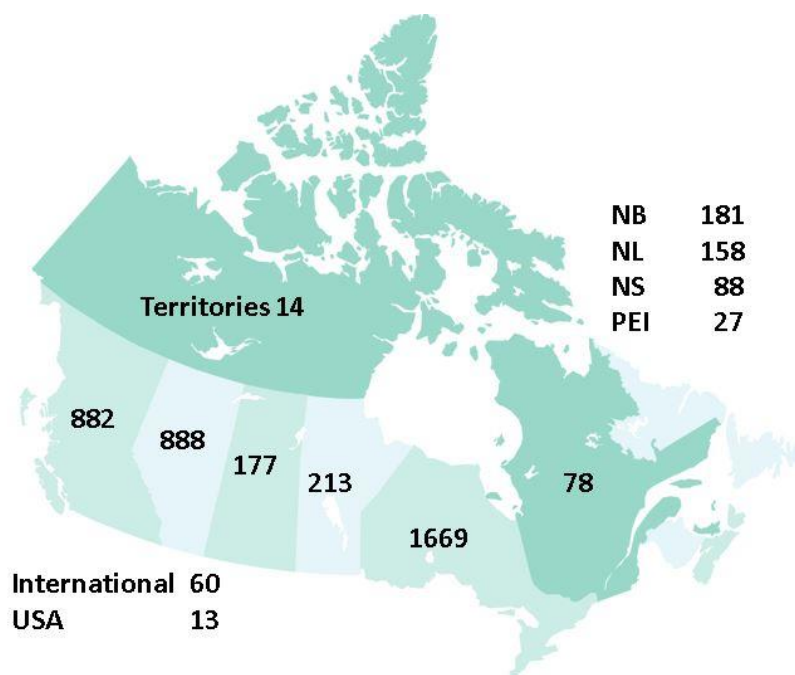 NB 181
NL 158
NS 88
PEI 27
Territories 14
882
888
177
213
1669
78
International 60
USA 13